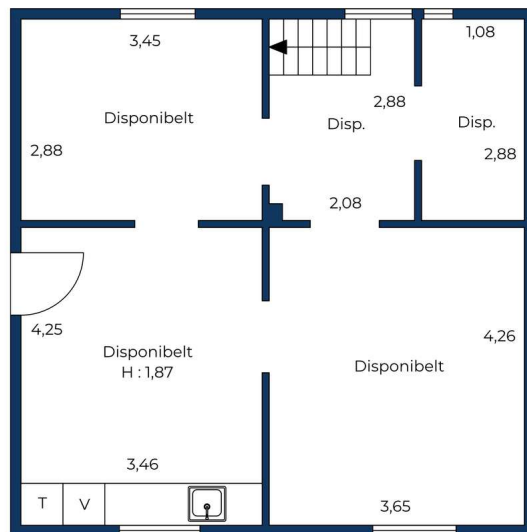 3,45
1,08
2,88
Disponibelt
Disp.
Disp.
2,88
2,88
2,08
4,25
4,26
Disponibelt
H : 1,87
Disponibelt
3,46
T
V
3,65